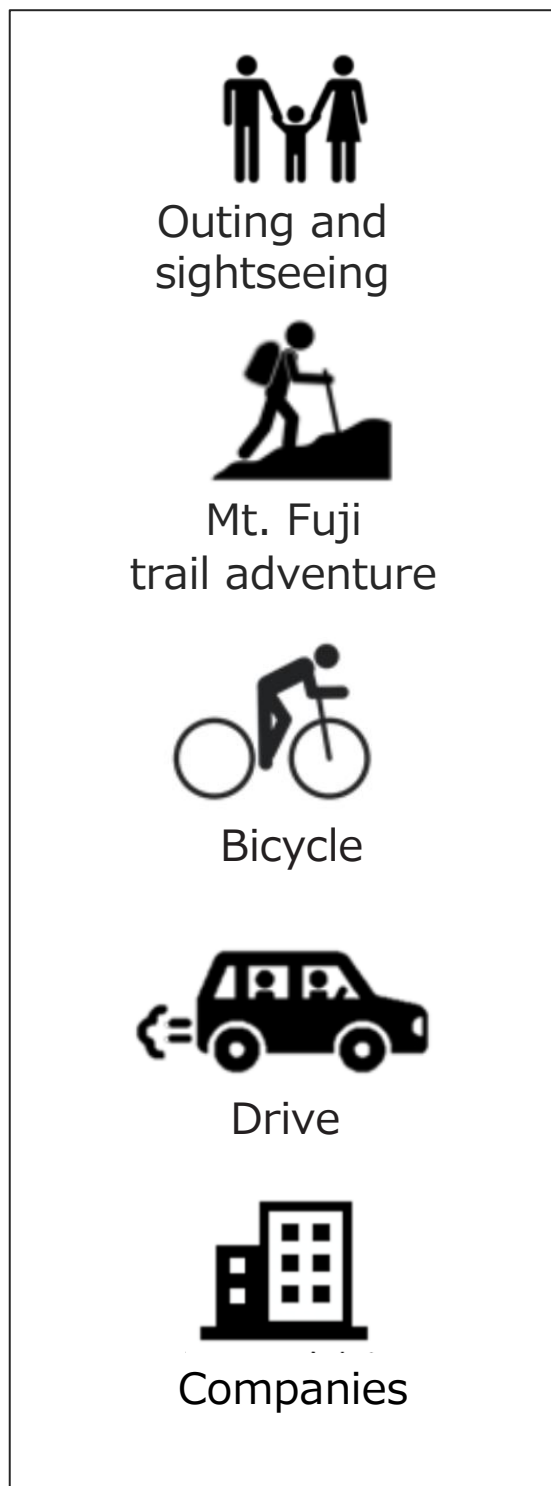 Outing and
sightseeing
Mt. Fuji
trail adventure
Bicycle
Drive
Companies